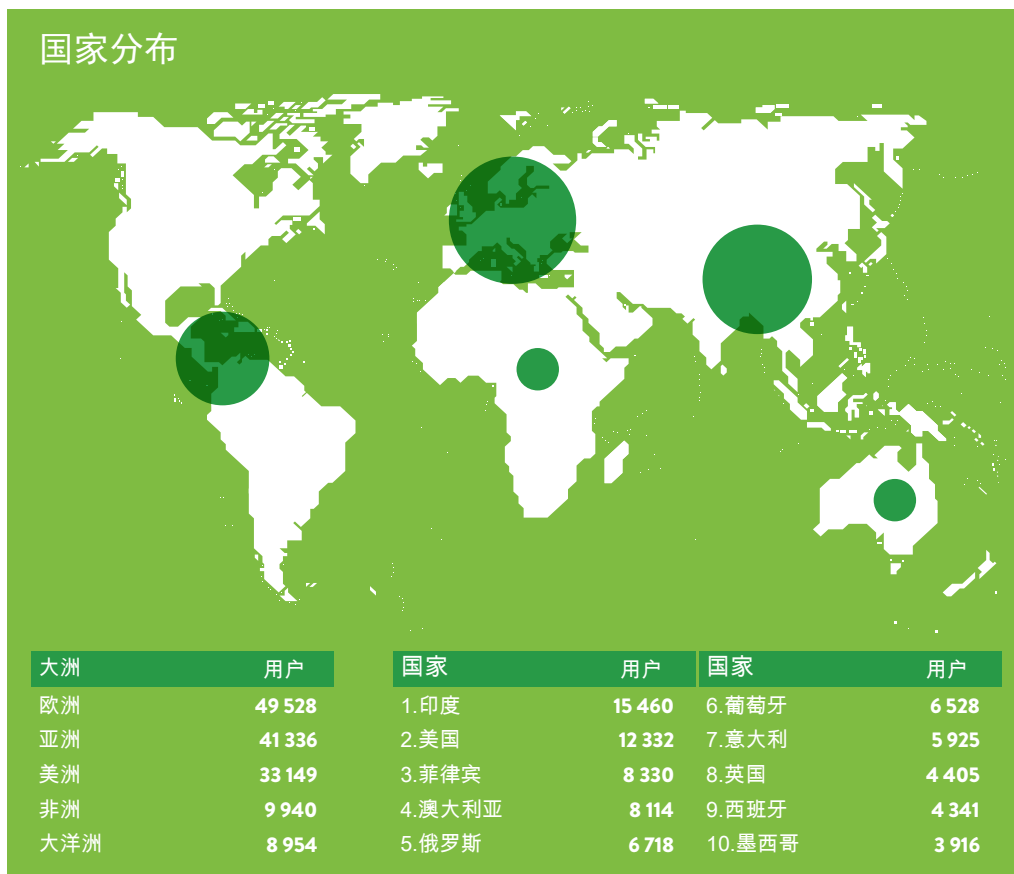 国家分布
大洲 用户
欧洲 49 528
亚洲 41 336
美洲 33 149
非洲 9 940
大洋洲 8 954
国家 用户
1.印度 15 460
2.美国 12 332
3.菲律宾 8 330
4.澳大利亚 8 114
5.俄罗斯 6 718
国家 用户
6.葡萄牙 6 528
7.意大利 5 925
8.英国 4 405
9.西班牙 4 341
10.墨西哥 3 916